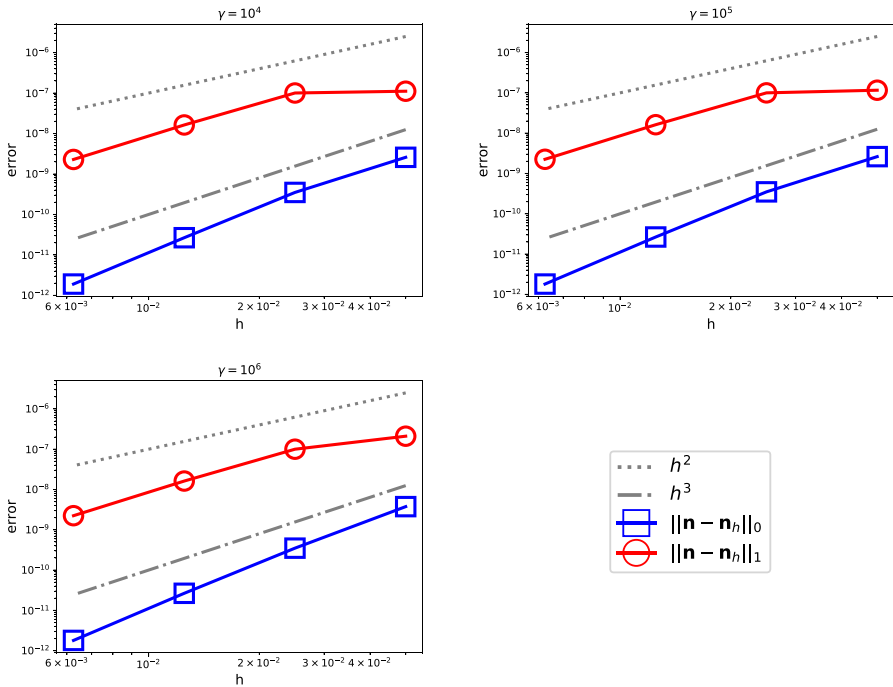 γ = 10⁴
error
10⁻⁶
10⁻⁷
10⁻⁸
10⁻⁹
10⁻¹⁰
10⁻¹¹
10⁻¹²
6 × 10⁻³
10⁻²
2 × 10⁻²
3 × 10⁻²
4 × 10⁻²
h
γ = 10⁵
error
10⁻⁶
10⁻⁷
10⁻⁸
10⁻⁹
10⁻¹⁰
10⁻¹¹
10⁻¹²
6 × 10⁻³
10⁻²
2 × 10⁻²
3 × 10⁻²
4 × 10⁻²
h
γ = 10⁶
error
10⁻⁶
10⁻⁷
10⁻⁸
10⁻⁹
10⁻¹⁰
10⁻¹¹
10⁻¹²
6 × 10⁻³
10⁻²
2 × 10⁻²
3 × 10⁻²
4 × 10⁻²
h
h²
h³
||n − nₕ||₀
||n − nₕ||₁